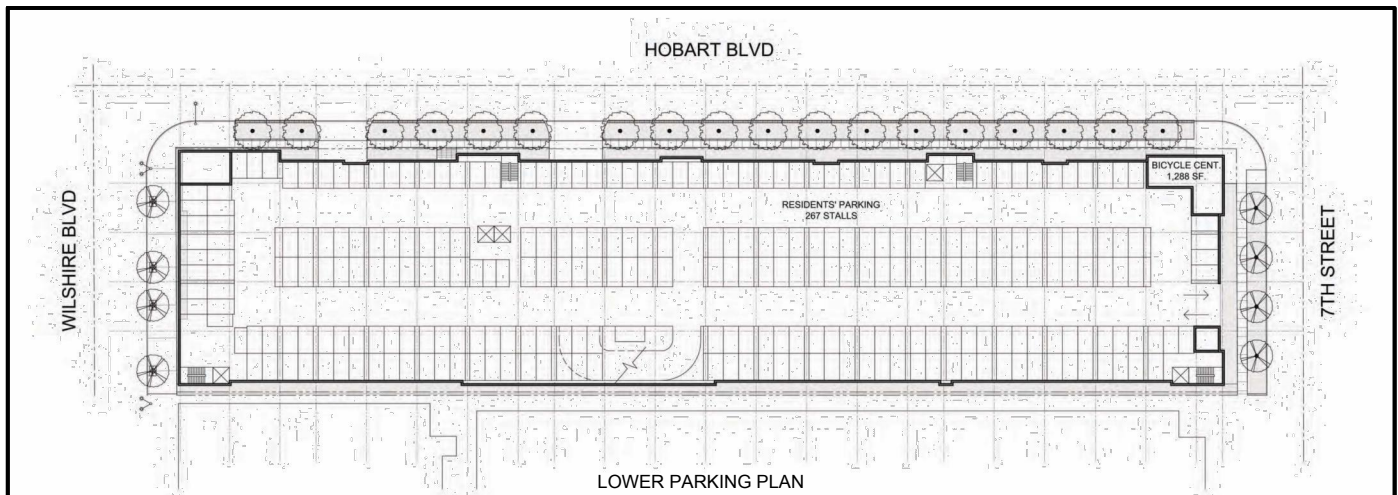 HOBART BLVD
WILSHIRE BLVD
BICYCLE CENT.
1,288 SF.
RESIDENTS' PARKING
267 STALLS
7TH STREET
LOWER PARKING PLAN